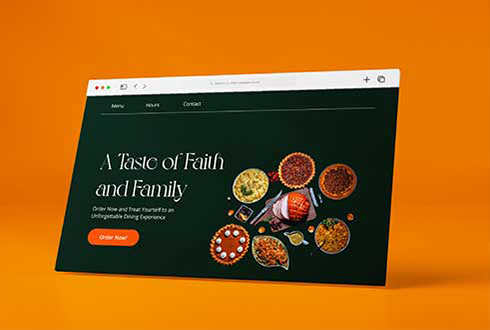 Menu Hours Contact
A Taste of Faith
and Family
Order Now and Treat Yourself to an
Unforgettable Dining Experience
Order Now!